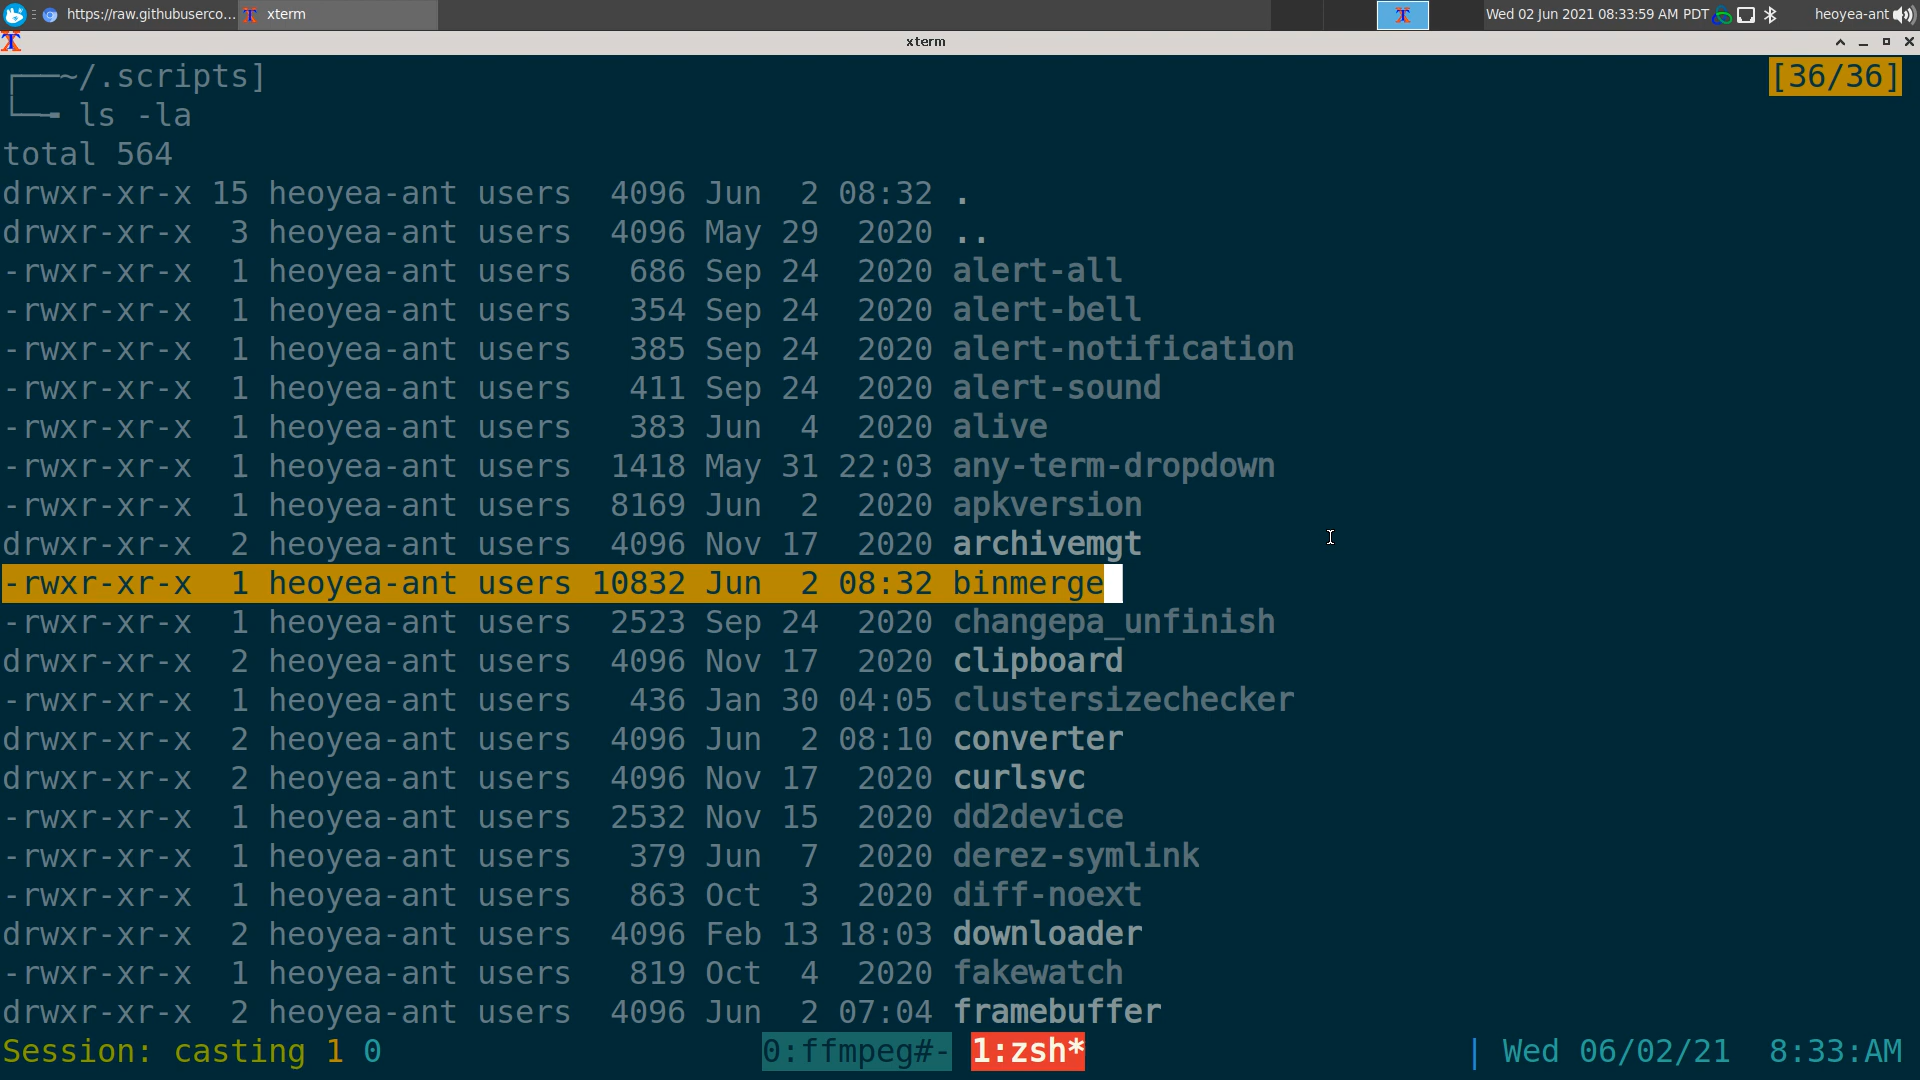 https://raw.githubuserco... xterm Wed 02 Jun 2021 08:33:59 AM PDT heoyea-ant
xterm
~/.scripts] [36/36]
ls -la
total 564
drwxr-xr-x 15 heoyea-ant users  4096 Jun  2 08:32 .
drwxr-xr-x  3 heoyea-ant users  4096 May 29  2020 ..
-rwxr-xr-x  1 heoyea-ant users   686 Sep 24  2020 alert-all
-rwxr-xr-x  1 heoyea-ant users   354 Sep 24  2020 alert-bell
-rwxr-xr-x  1 heoyea-ant users   385 Sep 24  2020 alert-notification
-rwxr-xr-x  1 heoyea-ant users   411 Sep 24  2020 alert-sound
-rwxr-xr-x  1 heoyea-ant users   383 Jun  4  2020 alive
-rwxr-xr-x  1 heoyea-ant users  1418 May 31 22:03 any-term-dropdown
-rwxr-xr-x  1 heoyea-ant users  8169 Jun  2  2020 apkversion
drwxr-xr-x  2 heoyea-ant users  4096 Nov 17  2020 archivemgt
-rwxr-xr-x  1 heoyea-ant users 10832 Jun  2 08:32 binmerge
-rwxr-xr-x  1 heoyea-ant users  2523 Sep 24  2020 changepa_unfinish
drwxr-xr-x  2 heoyea-ant users  4096 Nov 17  2020 clipboard
-rwxr-xr-x  1 heoyea-ant users   436 Jan 30 04:05 clustersizechecker
drwxr-xr-x  2 heoyea-ant users  4096 Jun  2 08:10 converter
drwxr-xr-x  2 heoyea-ant users  4096 Nov 17  2020 curlsvc
-rwxr-xr-x  1 heoyea-ant users  2532 Nov 15  2020 dd2device
-rwxr-xr-x  1 heoyea-ant users   379 Jun  7  2020 derez-symlink
-rwxr-xr-x  1 heoyea-ant users   863 Oct  3  2020 diff-noext
drwxr-xr-x  2 heoyea-ant users  4096 Feb 13 18:03 downloader
-rwxr-xr-x  1 heoyea-ant users   819 Oct  4  2020 fakewatch
drwxr-xr-x  2 heoyea-ant users  4096 Jun  2 07:04 framebuffer
Session: casting 1 0 0:ffmpeg#- 1:zsh* | Wed 06/02/21  8:33:AM